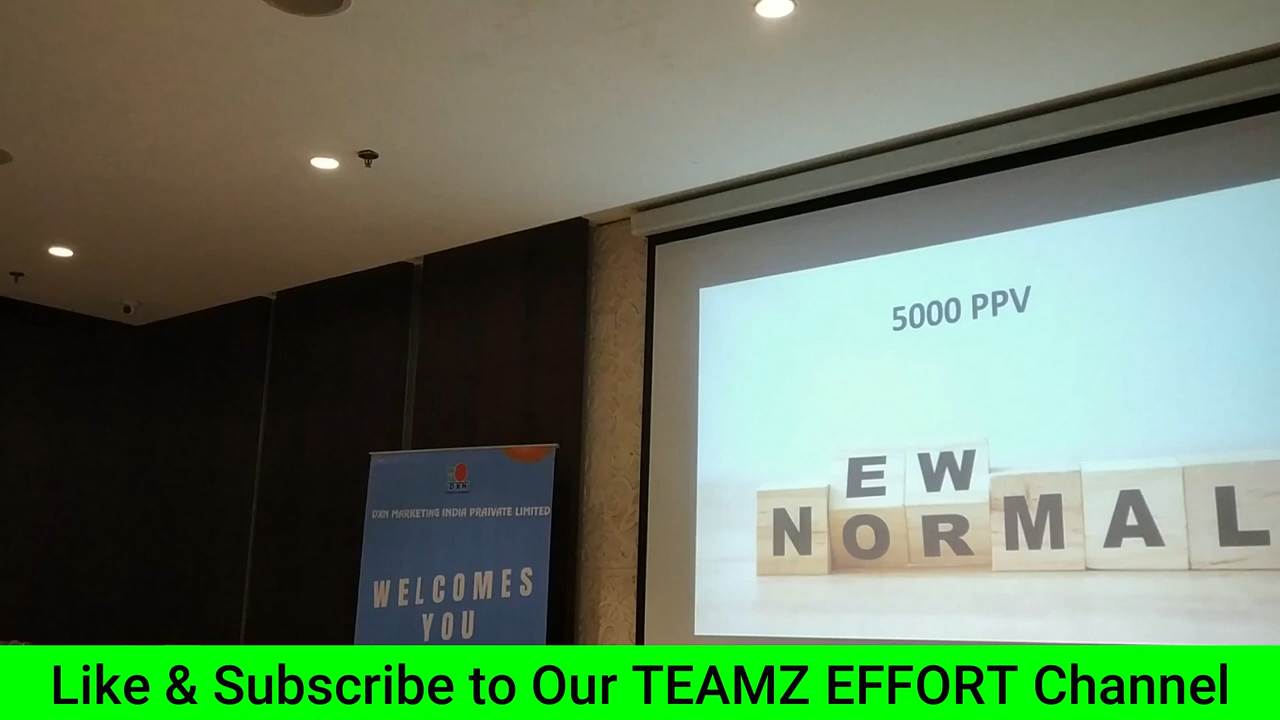 5000 PPV
EW
NORMAL
DXN
DXN MARKETING INDIA PRAIVATE LIMITED
WELCOMES
YOU
Like & Subscribe to Our TEAMZ EFFORT Channel